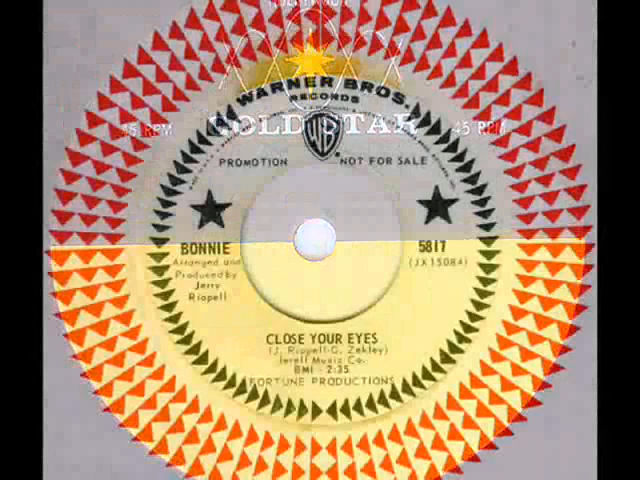 WARNER BROS.
RECORDS
GOLD STAR
45 RPM
45 RPM
WB
PROMOTION
NOT FOR SALE
BONNIE
Arranged and
Produced by
Jerry
Riopell
5817
(JX15084)
CLOSE YOUR EYES
(J. Riopell-G. Zekley)
Jerell Music Co.
BMI - 2:35
FORTUNE PRODUCTIONS